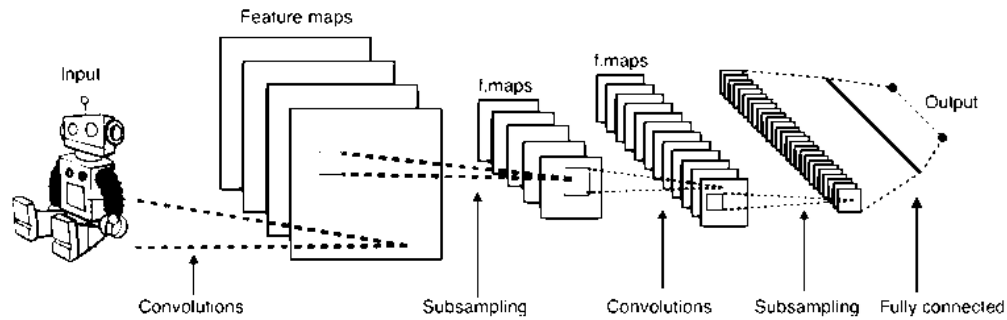 Feature maps
Input
f.maps
f.maps
Output
Convolutions
Subsampling
Convolutions
Subsampling
Fully connected